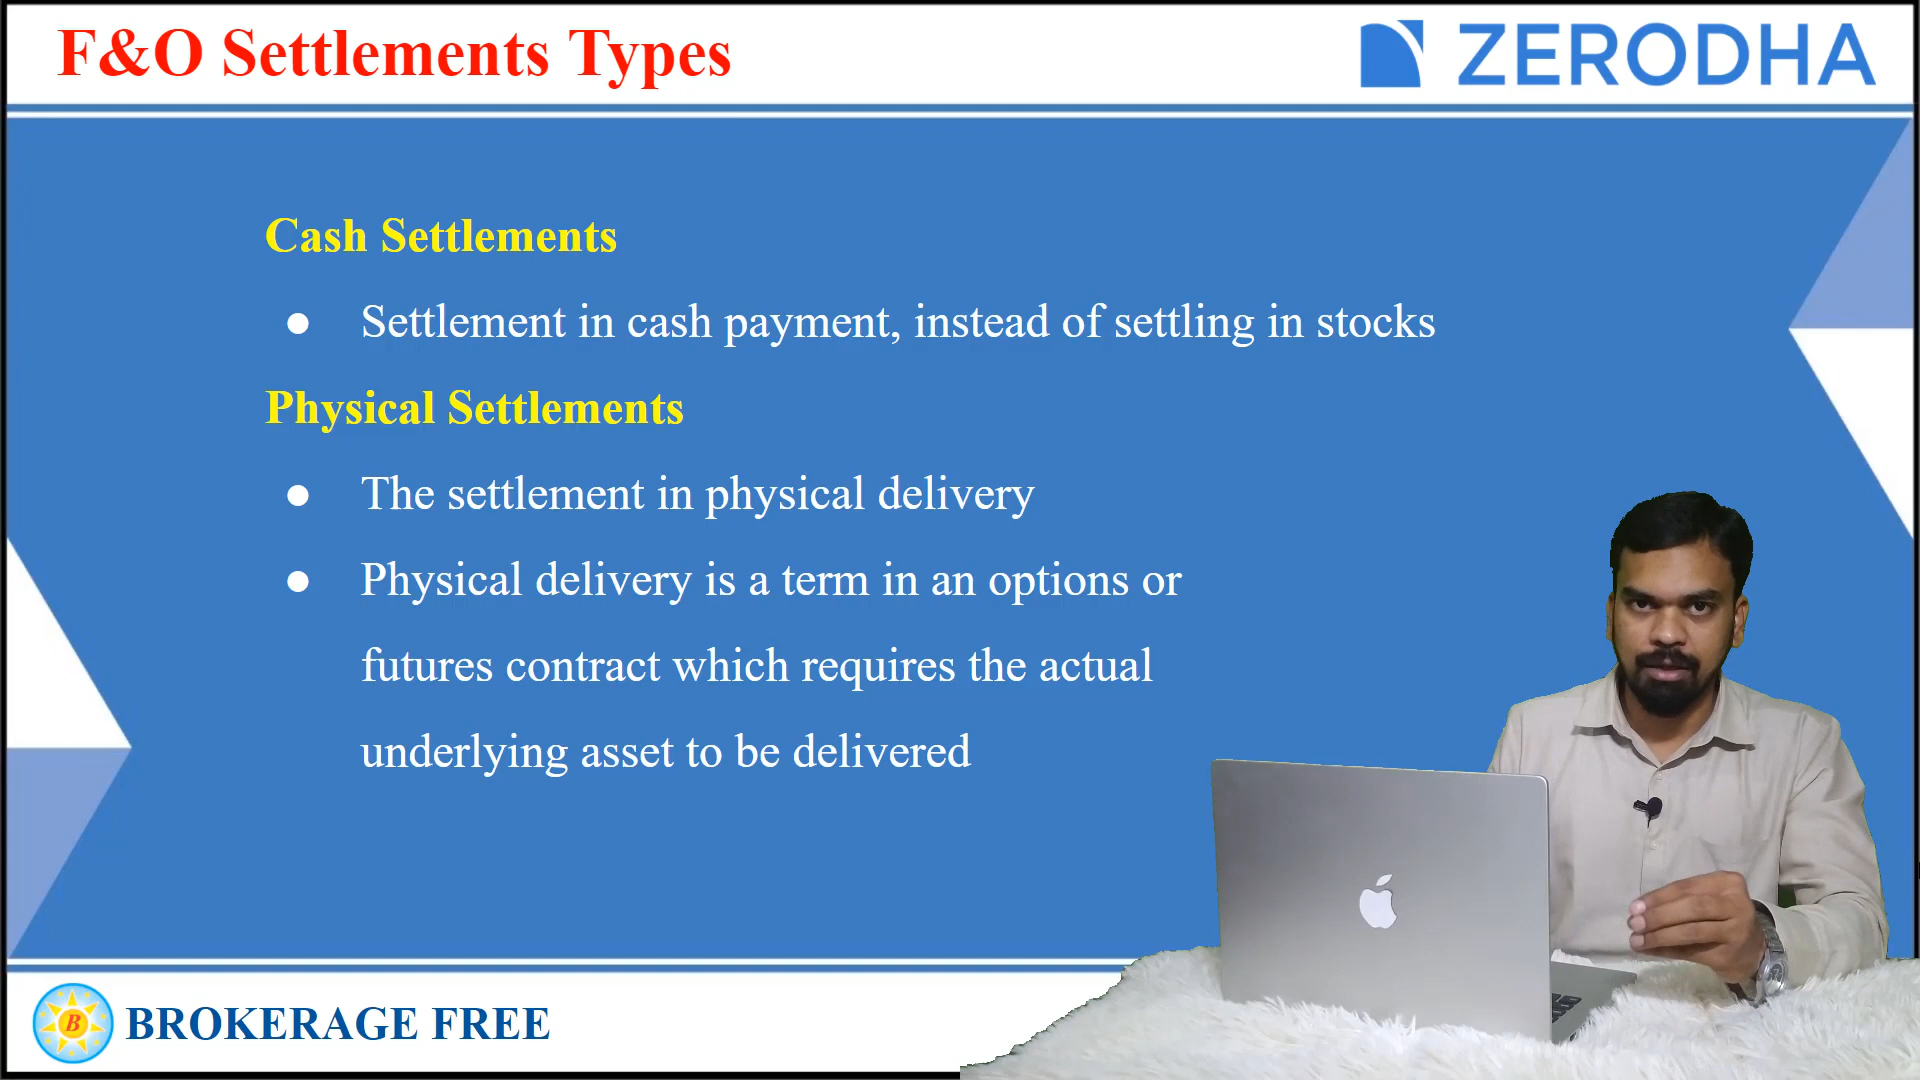 F&O Settlements Types
ZERODHA
Cash Settlements
● Settlement in cash payment, instead of settling in stocks
Physical Settlements
● The settlement in physical delivery
● Physical delivery is a term in an options or
futures contract which requires the actual
underlying asset to be delivered
B
BROKERAGE FREE